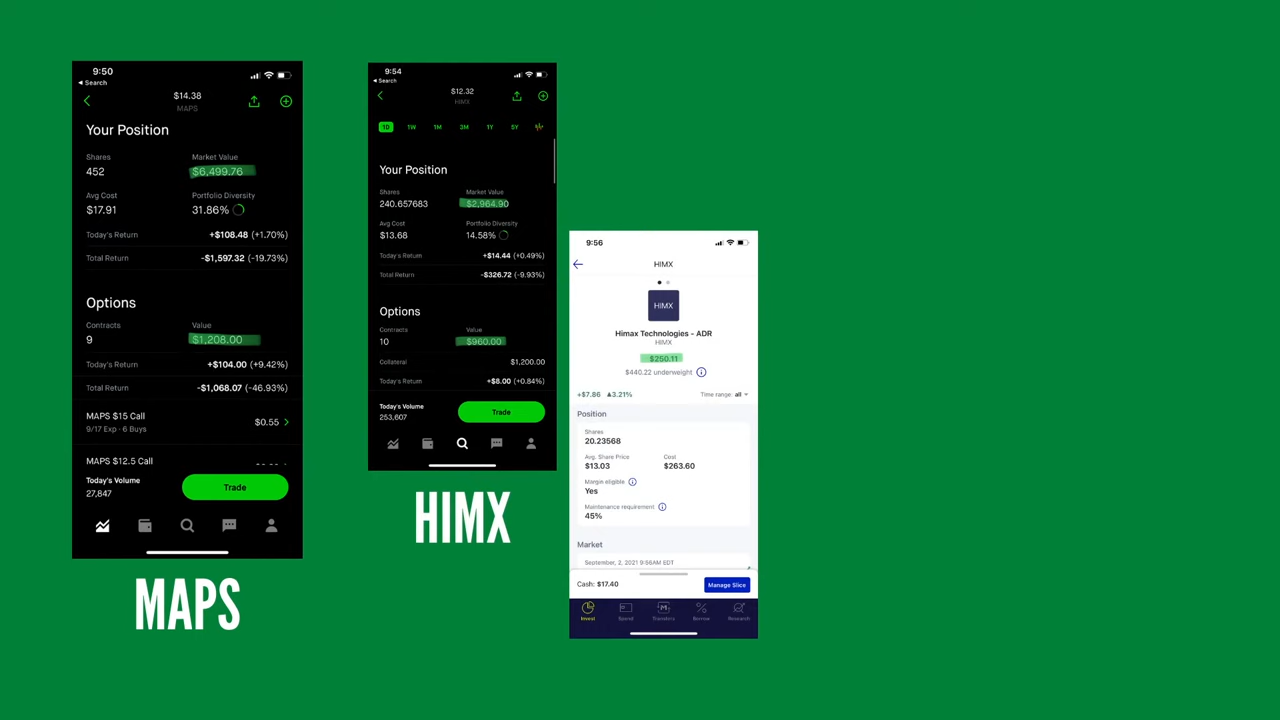 9:50
Search
$14.38
MAPS
Your Position
Shares Market Value
452 $6,499.76
Avg Cost Portfolio Diversity
$17.91 31.86%
Today's Return +$108.48 (+1.70%)
Total Return -$1,597.32 (-19.73%)
Options
Contracts Value
9 $1,208.00
Today's Return +$104.00 (+9.42%)
Total Return -$1,068.07 (-46.93%)
MAPS $15 Call
9/17 Exp · 6 Buys $0.55
MAPS $12.5 Call
Today's Volume
27,847
Trade
MAPS
9:54
Search
$12.32
HIMX
1D 1W 1M 3M 1Y 5Y
Your Position
Shares Market Value
240.657683 $2,964.90
Avg Cost Portfolio Diversity
$13.68 14.58%
Today's Return +$14.44 (+0.49%)
Total Return -$326.72 (-9.93%)
Options
Contracts Value
10 $960.00
Collateral $1,200.00
Today's Return +$8.00 (+0.84%)
Today's Volume
253,607
Trade
HIMX
9:56
HIMX
HIMX
Himax Technologies - ADR
HIMX
$250.11
$440.22 underweight
+$7.86 ▲3.21% Time range: all
Position
Shares
20.23568
Avg. Share Price Cost
$13.03 $263.60
Margin eligible
Yes
Maintenance requirement
45%
Market
September, 2, 2021 9:56AM EDT
Cash: $17.40 Manage Slice
Invest Spend Transfers Borrow Research